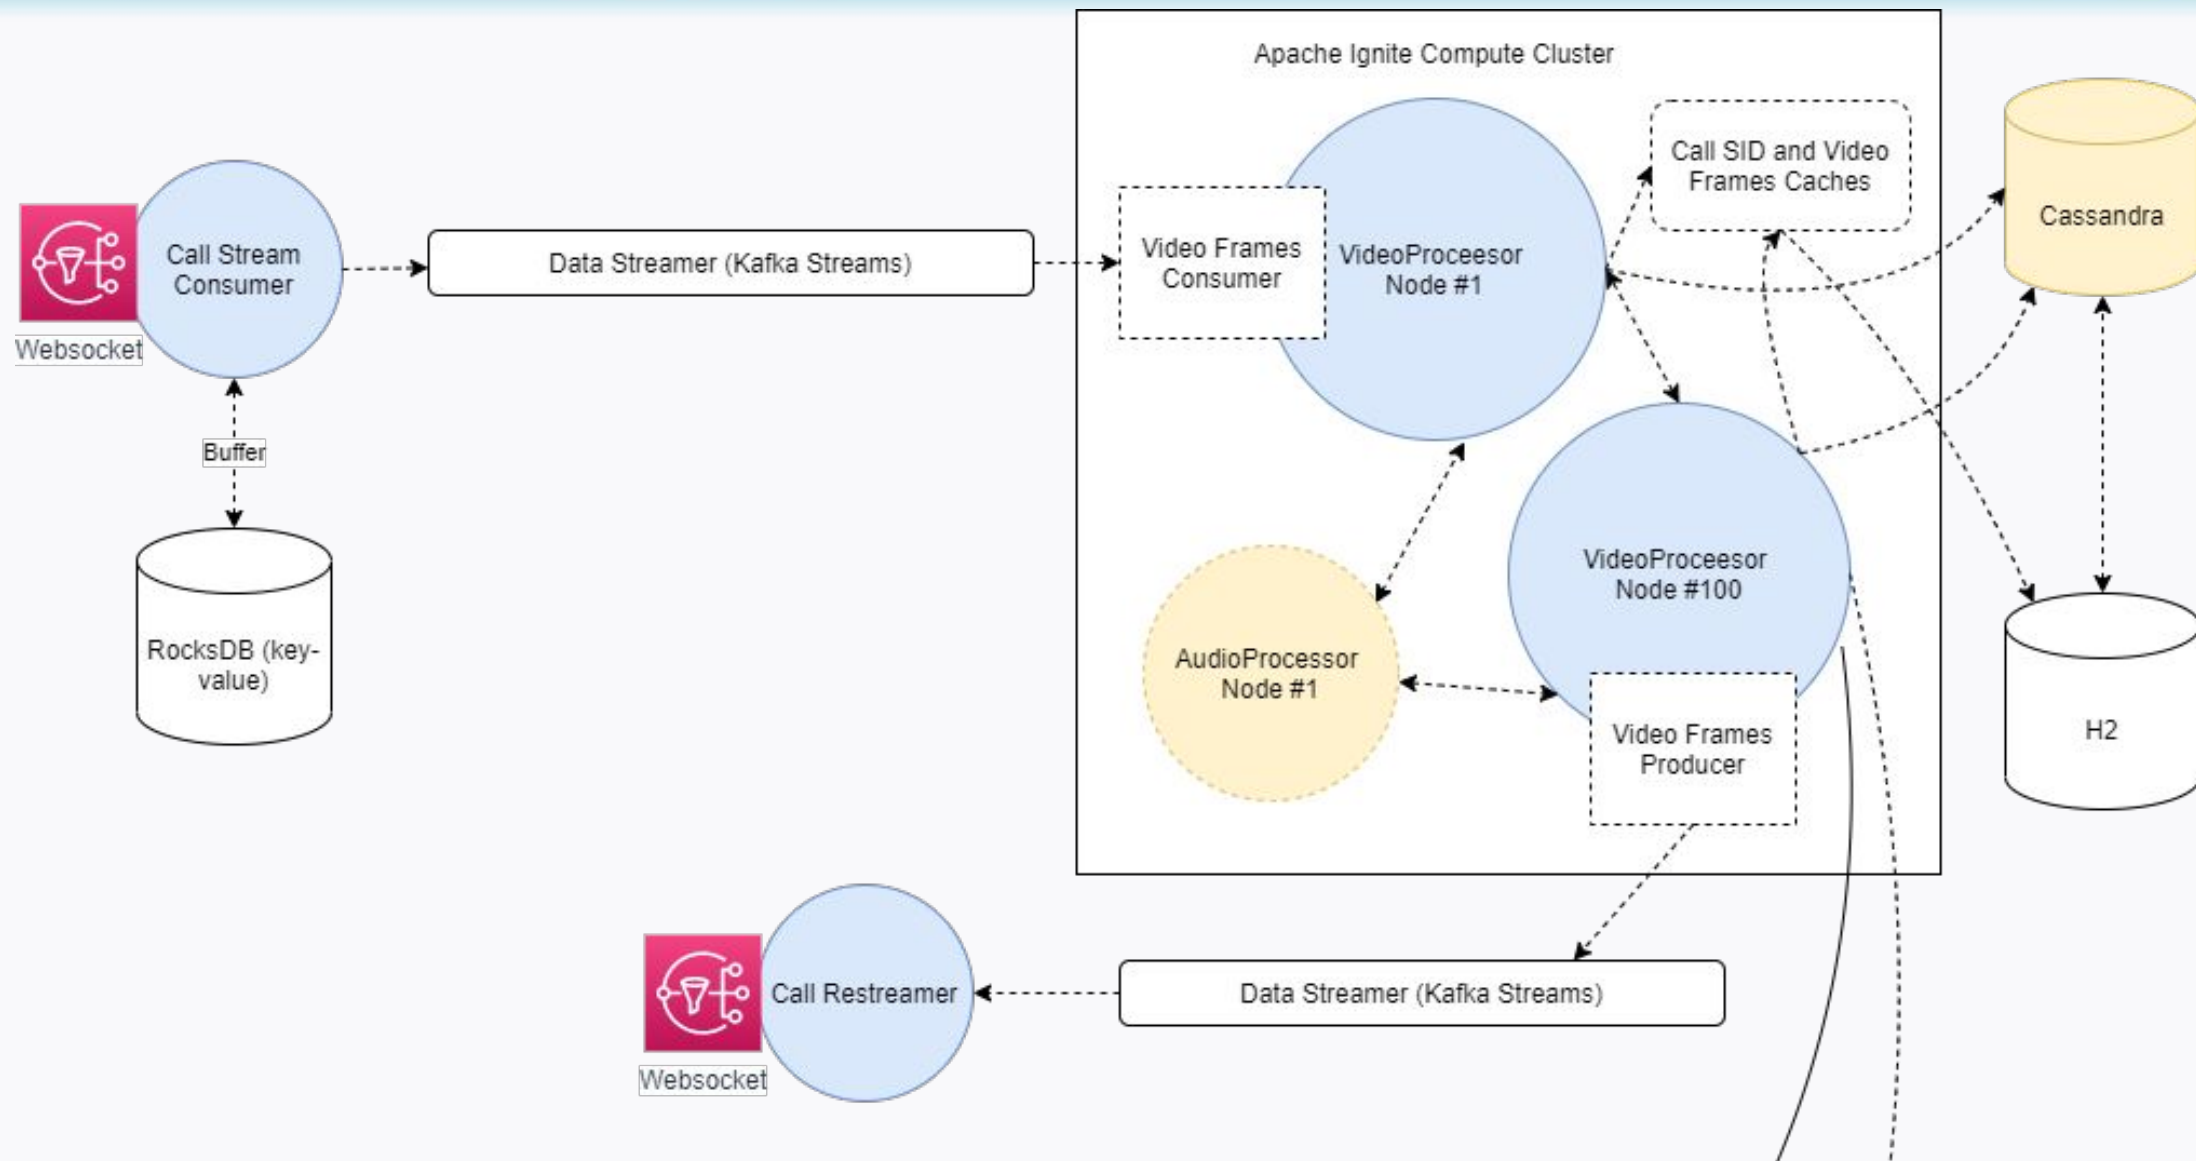 Apache Ignite Compute Cluster
Call Stream
Consumer
Websocket
Data Streamer (Kafka Streams)
Video Frames
Consumer
VideoProceesor
Node #1
Call SID and Video
Frames Caches
Cassandra
Buffer
RocksDB (key-
value)
AudioProcessor
Node #1
VideoProceesor
Node #100
Video Frames
Producer
H2
Call Restreamer
Websocket
Data Streamer (Kafka Streams)